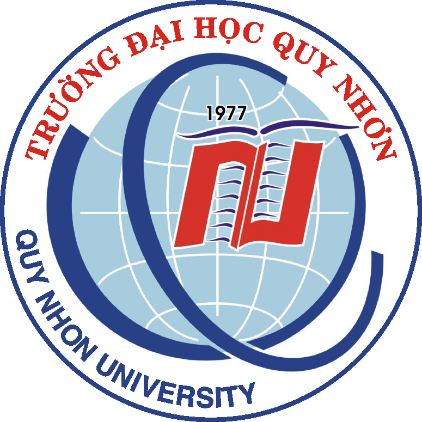 TRƯỜNG ĐẠI HỌC QUY NHƠN
1977
QUY NHON UNIVERSITY